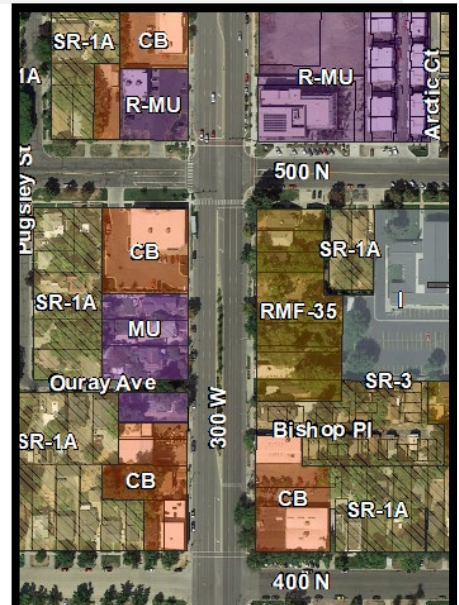 SR-1A
CB
1A
R-MU
R-MU
Arctic Ct
500 N
Pugsley St
CB
SR-1A
SR-1A
MU
RMF-35
I
Ouray Ave
300 W
SR-3
SR-1A
Bishop Pl
CB
CB
SR-1A
400 N